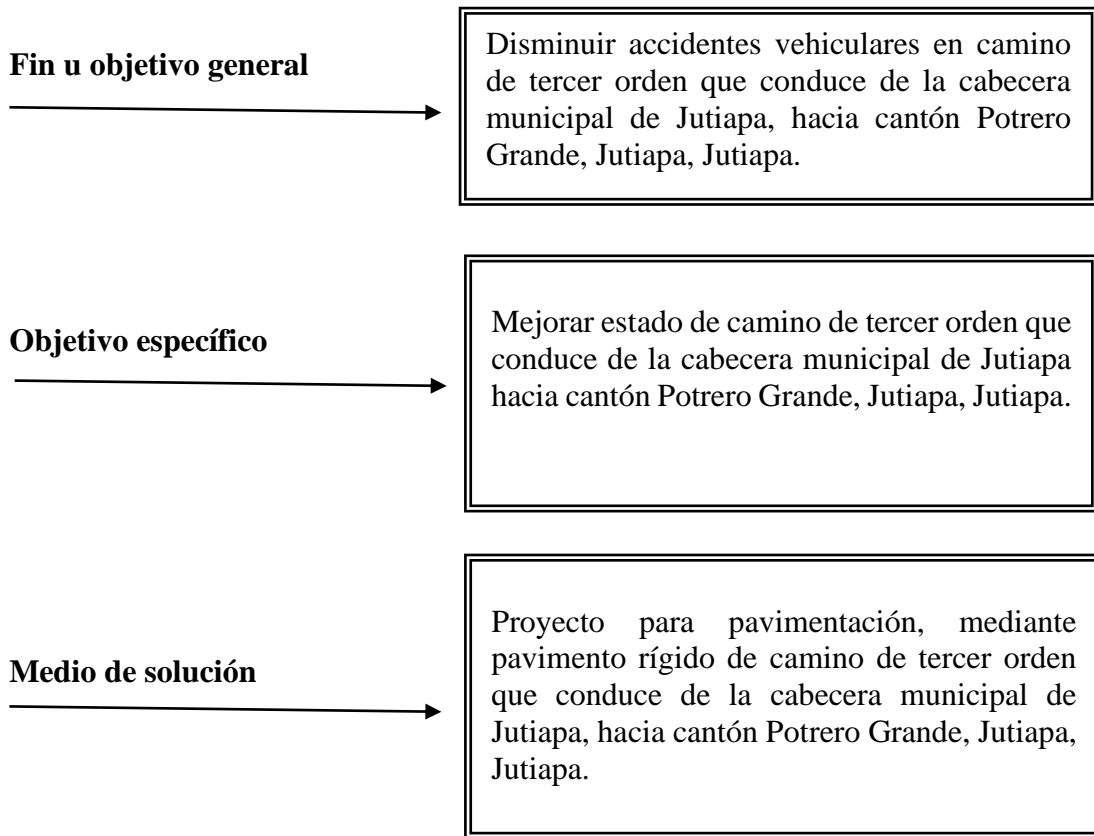 Fin u objetivo general
Disminuir accidentes vehiculares en camino
de tercer orden que conduce de la cabecera
municipal de Jutiapa, hacia cantón Potrero
Grande, Jutiapa, Jutiapa.
Objetivo específico
Mejorar estado de camino de tercer orden que
conduce de la cabecera municipal de Jutiapa
hacia cantón Potrero Grande, Jutiapa, Jutiapa.
Medio de solución
Proyecto para pavimentación, mediante
pavimento rígido de camino de tercer orden
que conduce de la cabecera municipal de
Jutiapa, hacia cantón Potrero Grande, Jutiapa,
Jutiapa.